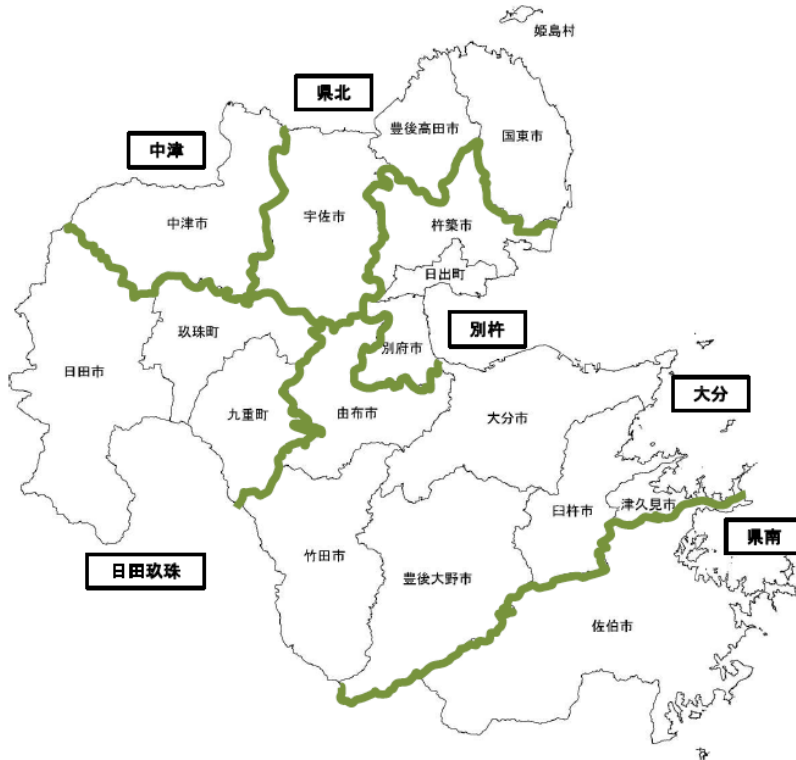 姫島村
県北
豊後高田市
国東市
中津
中津市
宇佐市
杵築市
日出町
玖珠町
別杵
別府市
日田市
大分
九重町
由布市
大分市
津久見市
臼杵市
県南
竹田市
日田玖珠
豊後大野市
佐伯市